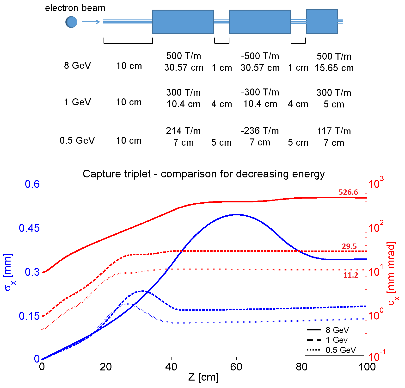 electron beam
500 T/m -500 T/m 500 T/m
8 GeV 10 cm 30.57 cm 1 cm 30.57 cm 1 cm 15.65 cm
300 T/m -300 T/m 300 T/m
1 GeV 10 cm 10.4 cm 4 cm 10.4 cm 4 cm 5 cm
214 T/m -236 T/m 117 T/m
0.5 GeV 10 cm 7 cm 5 cm 7 cm 5 cm 7 cm
Capture triplet - comparison for decreasing energy
0.6 10³
526.6
0.45 10²
29.5
σx [mm] 0.3 10¹ εx [mm mrad]
11.2
0.15 10⁰
8 GeV
1 GeV
0.5 GeV
0 10⁻¹
0 20 40 60 80 100
Z [cm]